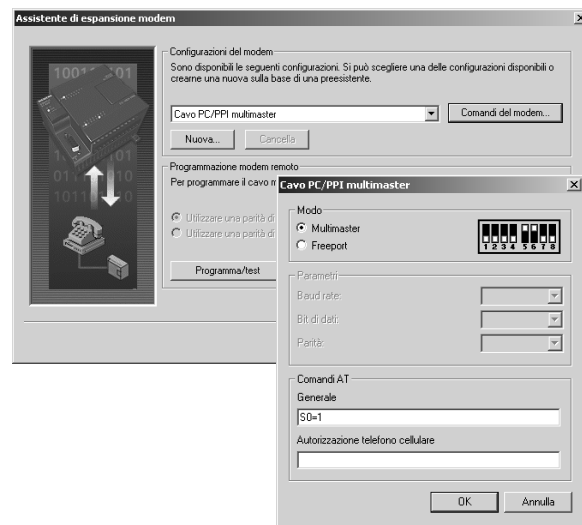 Assistente di espansione modem
Configurazioni del modem
Sono disponibili le seguenti configurazioni. Si può scegliere una delle configurazioni disponibili o
crearne una nuova sulla base di una preesistente.
Cavo PC/PPI multimaster
Comandi del modem...
Nuova...
Cancella
Programmazione modem remoto
Per programmare il cavo
Utilizzare una parità di
Utilizzare una parità di
Programma/test
Cavo PC/PPI multimaster
Modo
Multimaster
Freeport
1 2 3 4 5 6 7 8
Parametri
Baud rate:
Bit di dati:
Parità:
Comandi AT
Generale
S0=1
Autorizzazione telefono cellulare
OK
Annulla